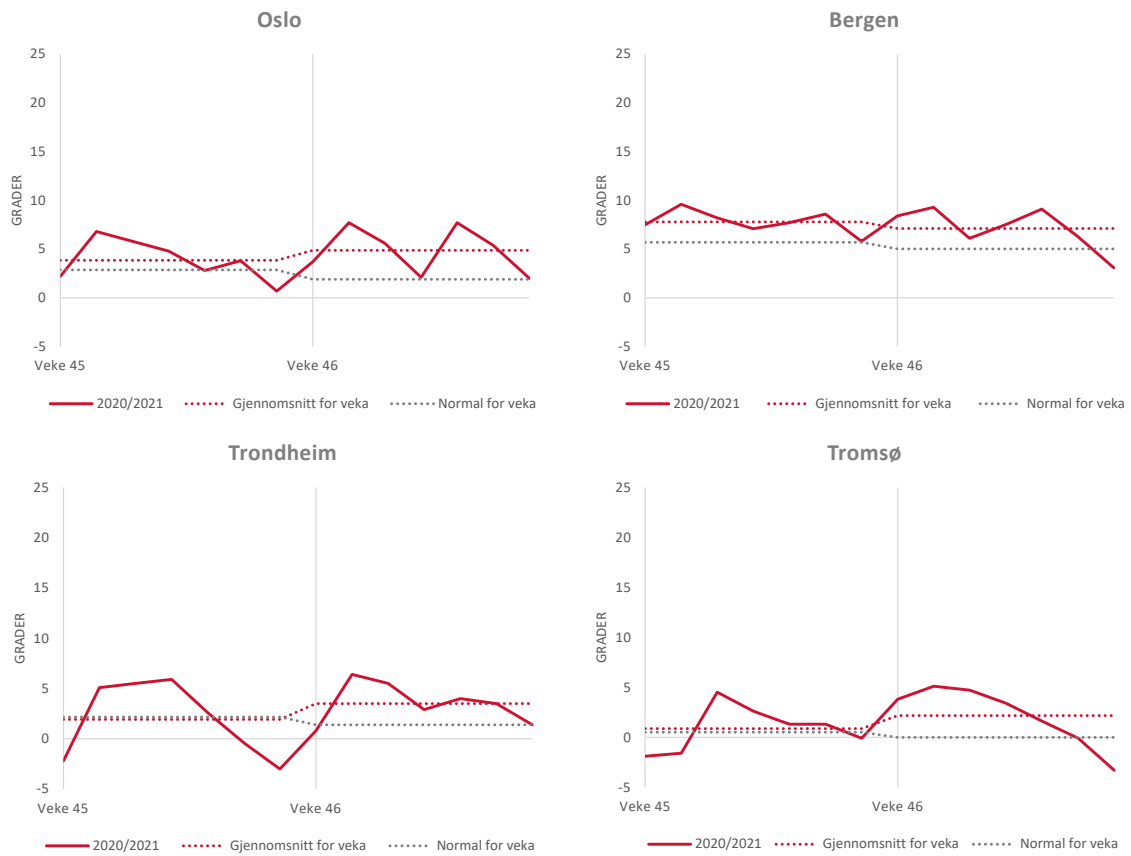 Oslo
25
20
15
10
5
0
-5
GRADER
Veke 45
Veke 46
2020/2021
Gjennomsnitt for veka
Normal for veka
Bergen
25
20
15
10
5
0
-5
GRADER
Veke 45
Veke 46
2020/2021
Gjennomsnitt for veka
Normal for veka
Trondheim
25
20
15
10
5
0
-5
GRADER
Veke 45
Veke 46
2020/2021
Gjennomsnitt for veka
Normal for veka
Tromsø
25
20
15
10
5
0
-5
GRADER
Veke 45
Veke 46
2020/2021
Gjennomsnitt for veka
Normal for veka